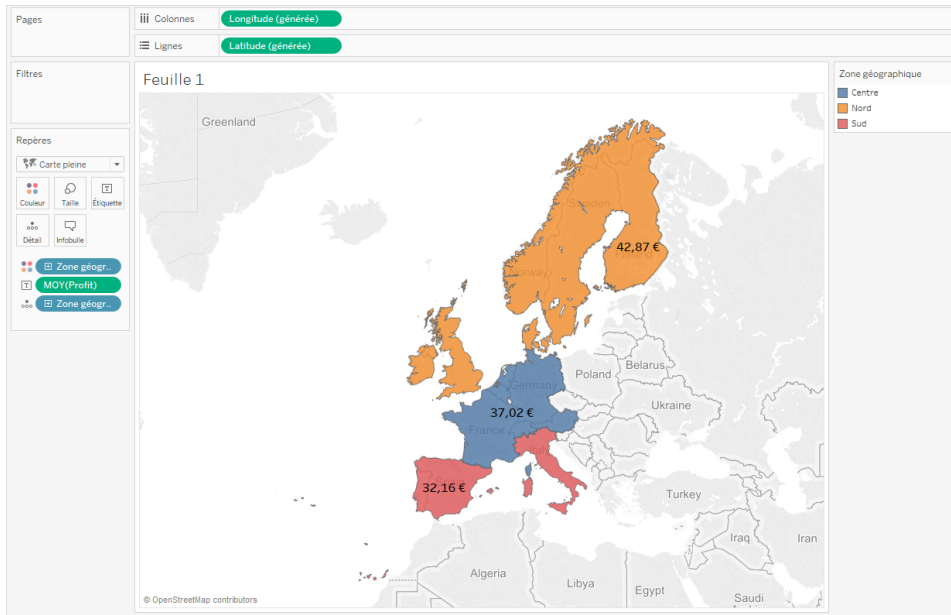 Pages
Colonnes
Longitude (générée)
Lignes
Latitude (générée)
Filtres
Feuille 1
Zone géographique
Centre
Nord
Sud
Repères
Carte pleine
Couleur
Taille
Étiquette
Détail
Infobulle
Zone géogr..
MOY(Profit)
Zone géogr..
Greenland
Sweden
42,87 €
Finland
Norway
Belarus
Poland
Germany
Ukraine
37,02 €
France
Italy
32,16 €
Turkey
Iraq
Iran
Algeria
Libya
Egypt
Saudi
© OpenStreetMap contributors